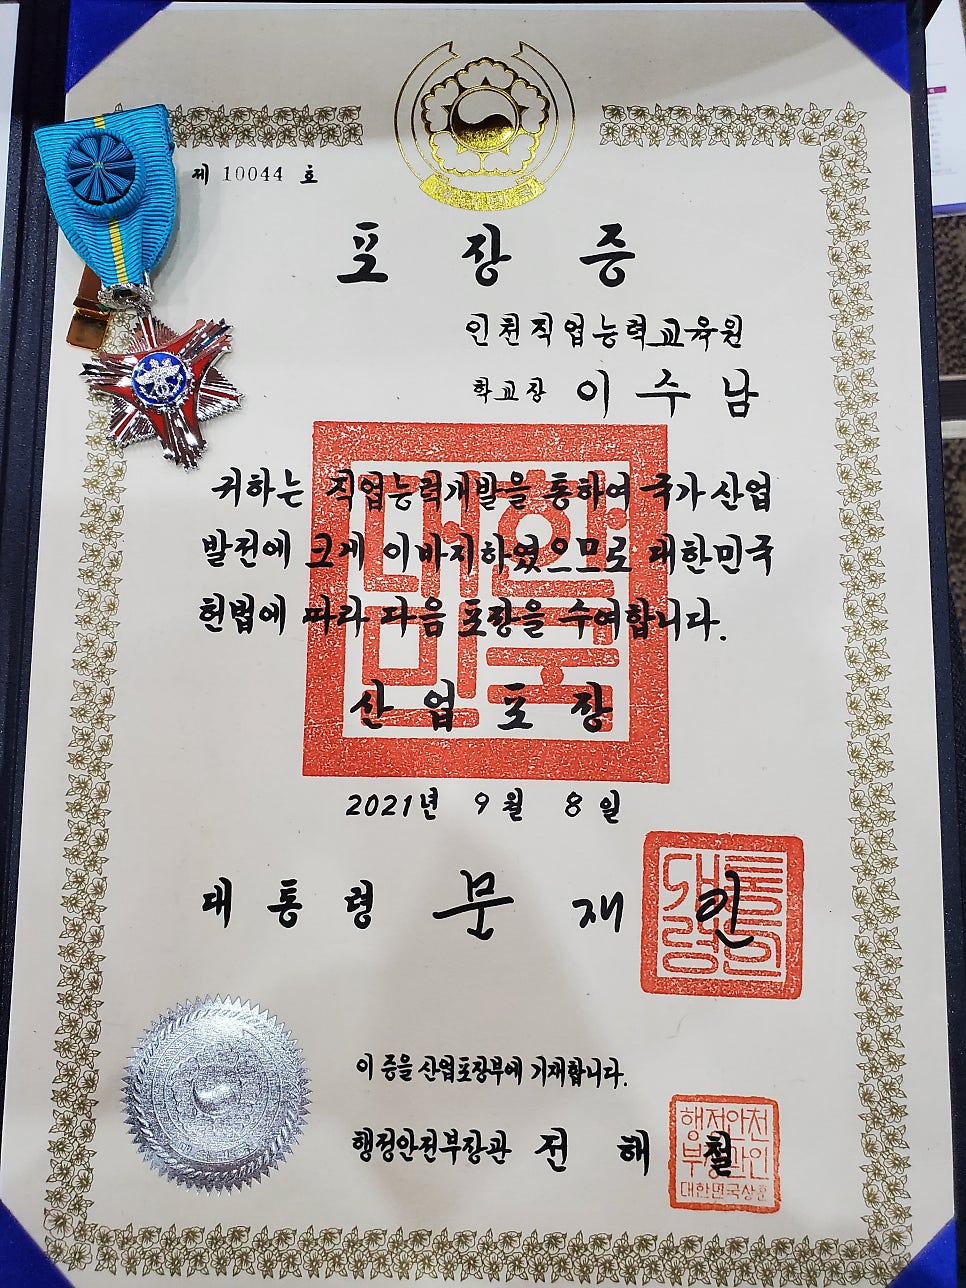 제 10044 호
포장증
인천직업능력교육원
학교장 이수남
귀하는 직업능력개발을 통하여 국가산업
발전에 크게 이바지하였으므로 대한민국
헌법에 따라 다음 포장을 수여합니다.
대한
민국
산업포장
2021년 9월 8일
대통령 문재인
대통
령인
이 증을 산업포장부에 기재합니다.
행정안전부장관 전해철
행정안전
부장관인
대한민국상훈